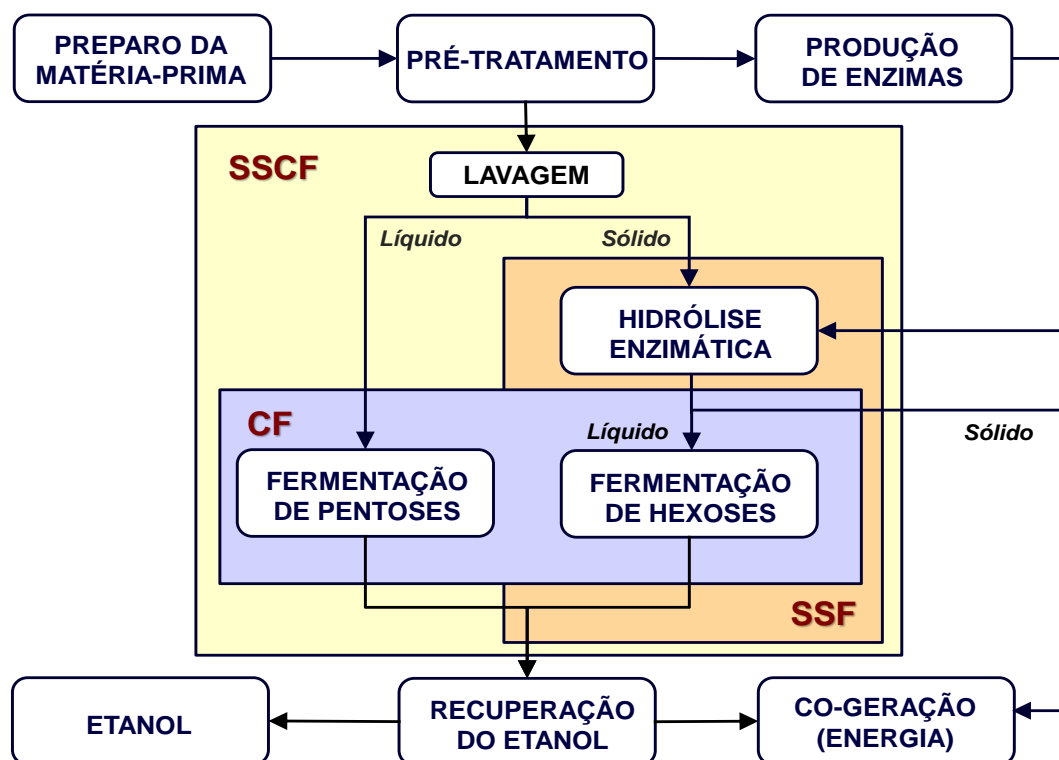 PREPARO DA
MATÉRIA-PRIMA
PRÉ-TRATAMENTO
PRODUÇÃO
DE ENZIMAS
SSCF
LAVAGEM
Líquido
Sólido
HIDRÓLISE
ENZIMÁTICA
CF
Líquido
Sólido
FERMENTAÇÃO
DE PENTOSES
FERMENTAÇÃO
DE HEXOSES
SSF
ETANOL
RECUPERAÇÃO
DO ETANOL
CO-GERAÇÃO
(ENERGIA)